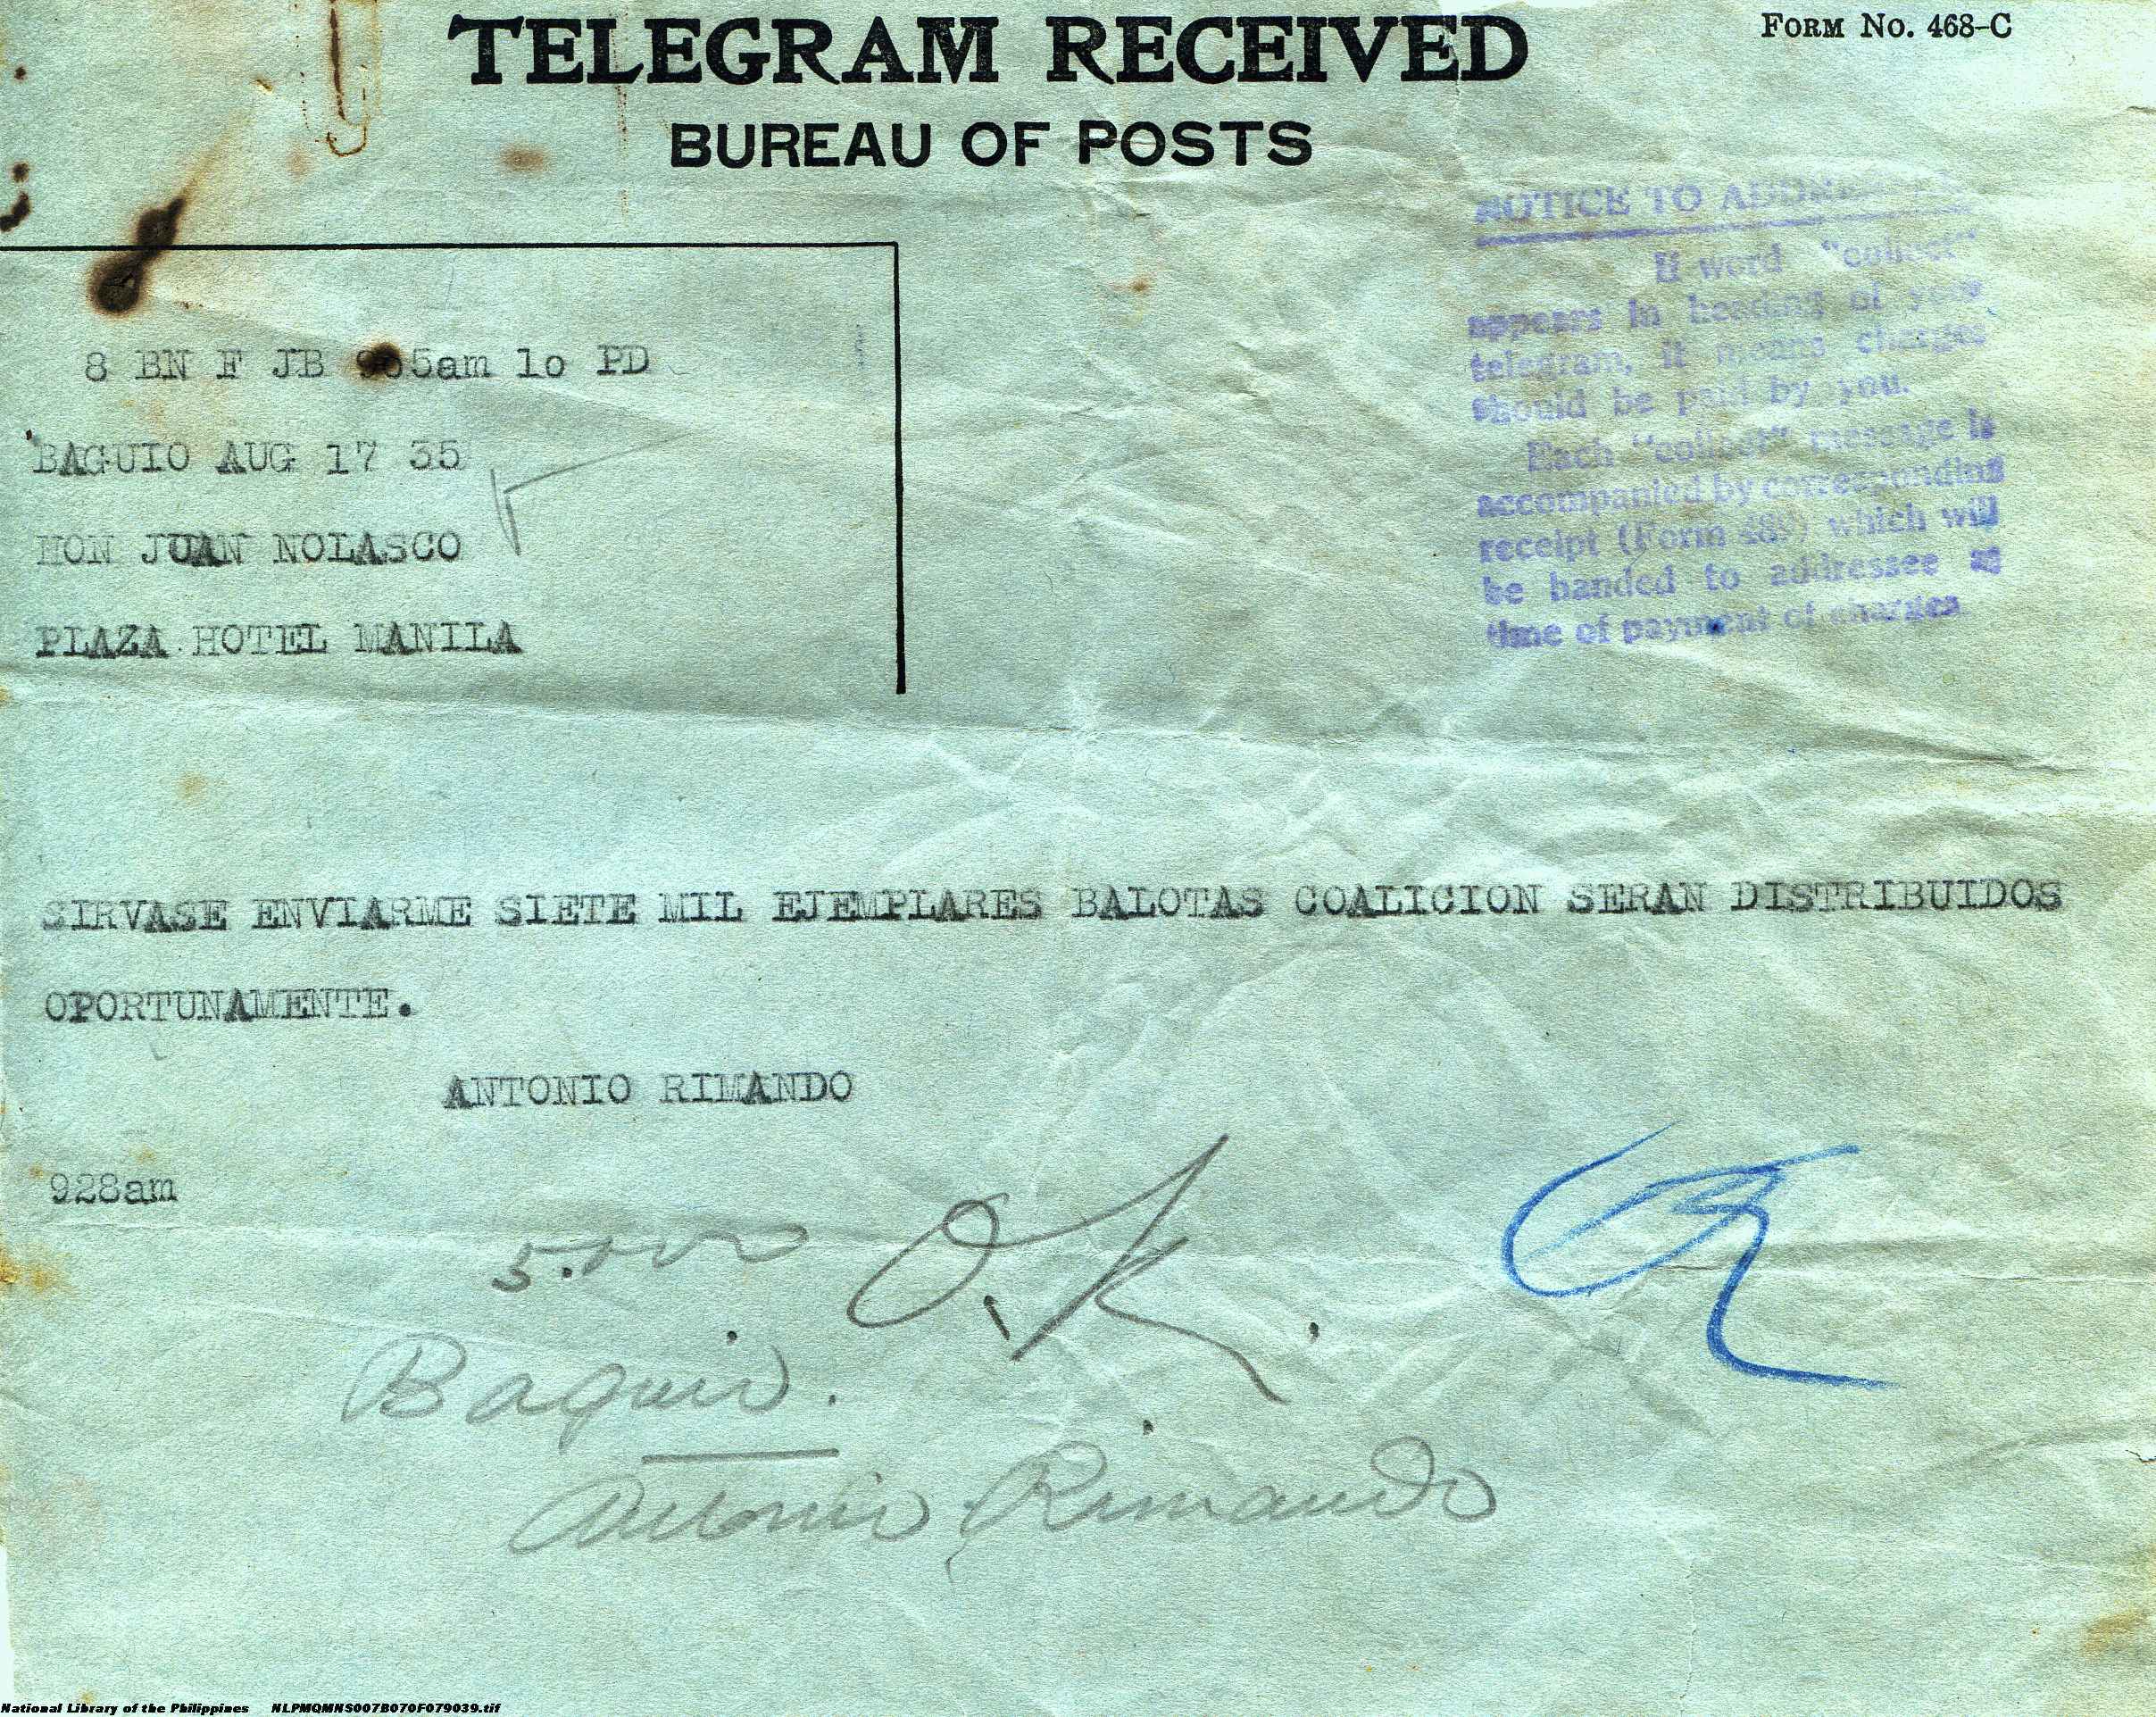 TELEGRAM RECEIVED
FORM NO. 468-C
BUREAU OF POSTS
NOTICE TO
If word "collect"
appears in heading of your
telegram, it means charges
should be paid by you.
Each "collect" message is
accompanied by corresponding
receipt (Form 489) which will
be handed to addressee at
time of payment of charges
8 BN F JB 905am 1o PD
BAGUIO AUG 17 35
HON JUAN NOLASCO
PLAZA HOTEL MANILA
SIRVASE ENVIARME SIETE MIL EJEMPLARES BALOTAS COALICION SERAN DISTRIBUIDOS
OPORTUNAMENTE.
ANTONIO RIMANDO
928am
5.000 O.K.
Baguio.
Antonio Rimando
National Library of the Philippines NLPMQMNS007B070F079039.tif